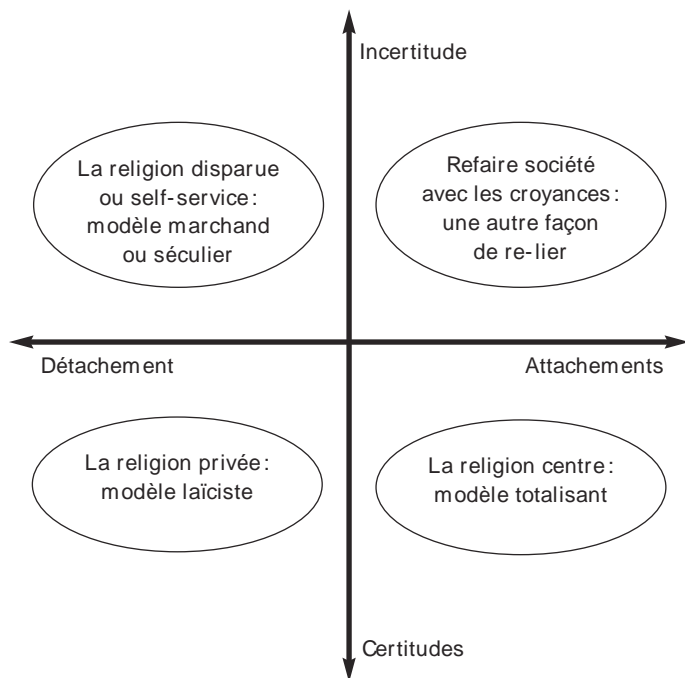 Incertitude
La religion disparue
ou self-service :
modèle marchand
ou séculier
Refaire société
avec les croyances :
une autre façon
de re-lier
Détachement
Attachements
La religion privée :
modèle laïciste
La religion centre :
modèle totalisant
Certitudes